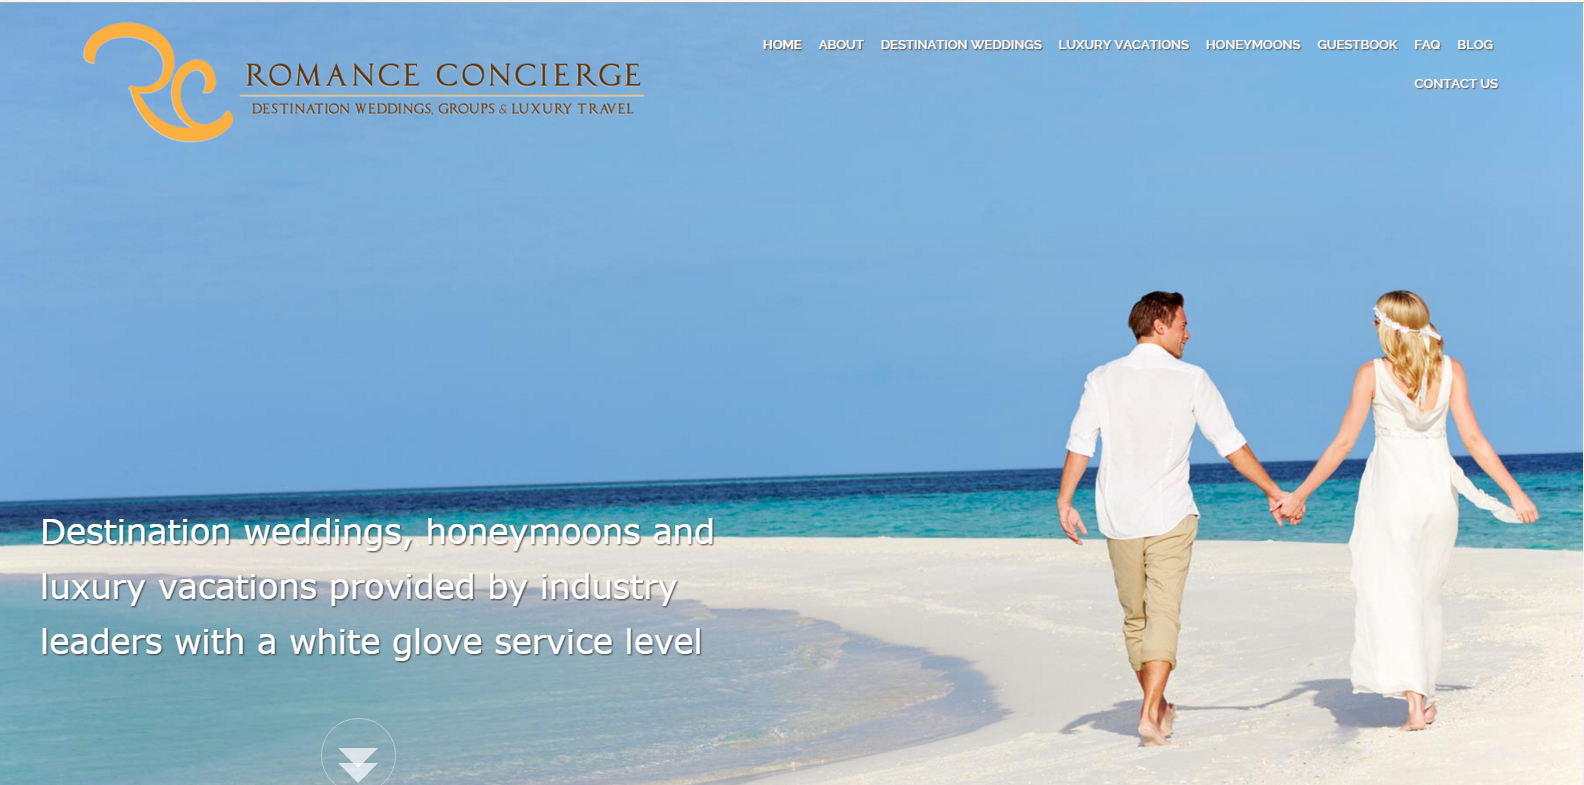 RC
ROMANCE CONCIERGE
DESTINATION WEDDINGS, GROUPS & LUXURY TRAVEL
HOME ABOUT DESTINATION WEDDINGS LUXURY VACATIONS HONEYMOONS GUESTBOOK FAQ BLOG
CONTACT US
Destination weddings, honeymoons and
luxury vacations provided by industry
leaders with a white glove service level